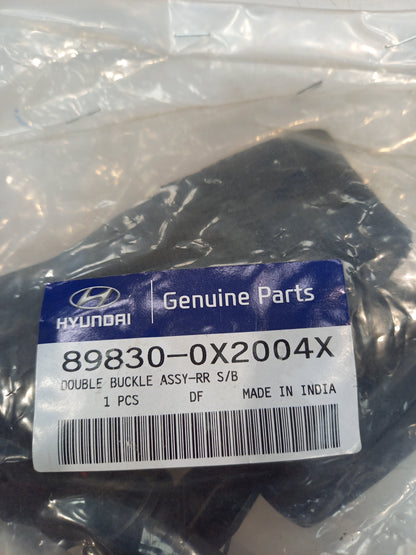 HYUNDAI
Genuine Parts
89830-0X2004X
DOUBLE BUCKLE ASSY-RR S/B
1 PCS DF MADE IN INDIA